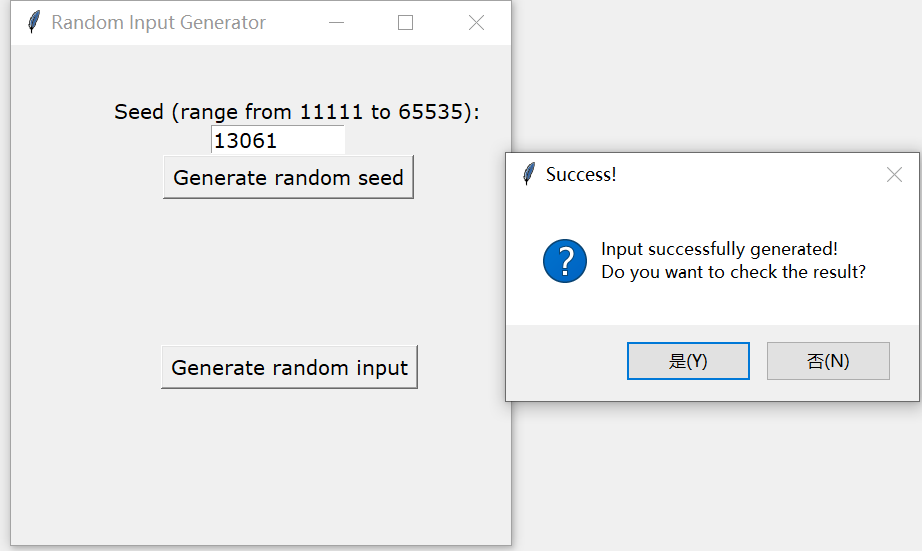 Random Input Generator
Seed (range from 11111 to 65535):
13061
Generate random seed
Generate random input
Success!
Input successfully generated!
Do you want to check the result?
是(Y)
否(N)